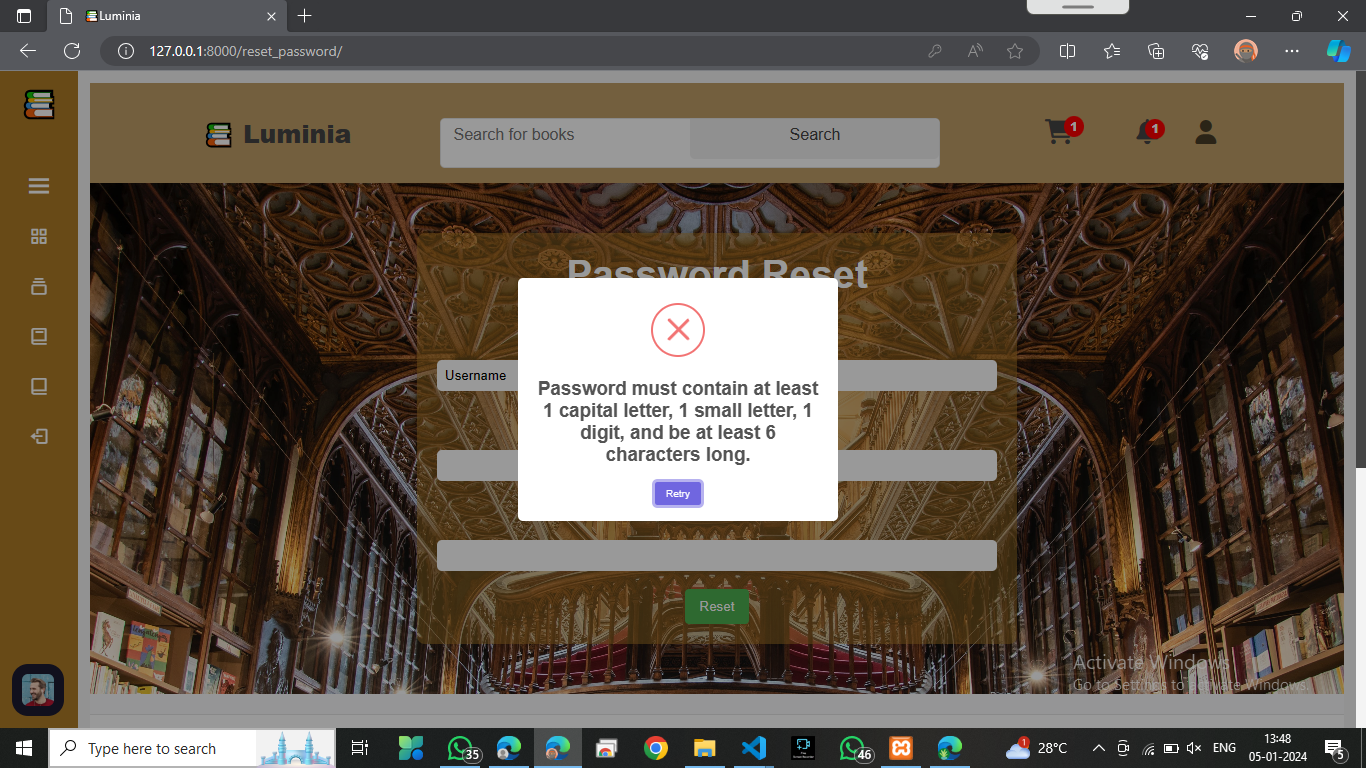 Luminia
127.0.0.1:8000/reset_password/
Luminia
Search for books
Search
1
1
Password Reset
Username
Password must contain at least
1 capital letter, 1 small letter, 1
digit, and be at least 6
characters long.
Retry
Reset
Activate Windows
Go to Settings to activate Windows.
Type here to search
35
46
1
28°C
ENG
13:48
05-01-2024
5